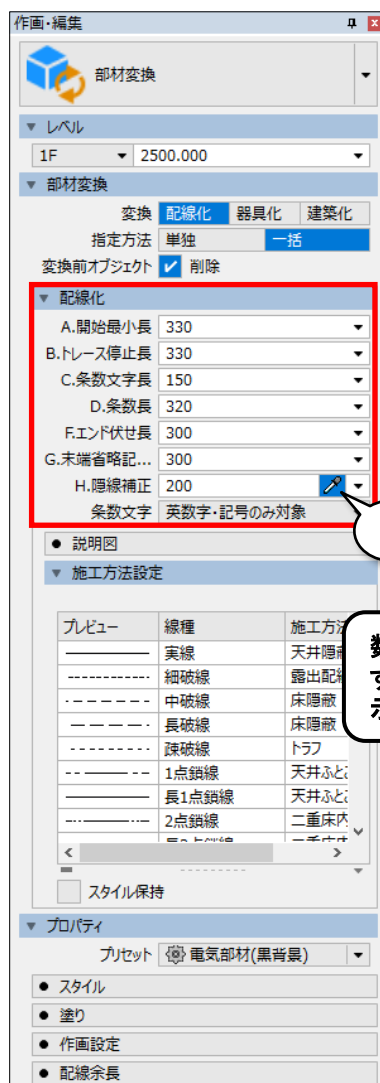 作画・編集
部材変換
レベル
1F 2500.000
部材変換
変換 配線化 器具化 建築化
指定方法 単独 一括
変換前オブジェクト 削除
配線化
A.開始最小長 330
B.トレース停止長 330
C.条数文字長 150
D.条数長 320
F.エンド伏せ長 300
G.末端省略記... 300
H.隠線補正 200
条数文字 英数字・記号のみ対象
説明図
施工方法設定
プレビュー 線種 施工方
実線 天井隠
細破線 露出配
中破線 床隠蔽
長破線 床隠蔽
疎破線 トラフ
1点鎖線 天井ふと
長1点鎖線 天井ふと
2点鎖線 二重床内
スタイル保持
プロパティ
プリセット 電気部材(黒背景)
スタイル
塗り
作画設定
配線余長